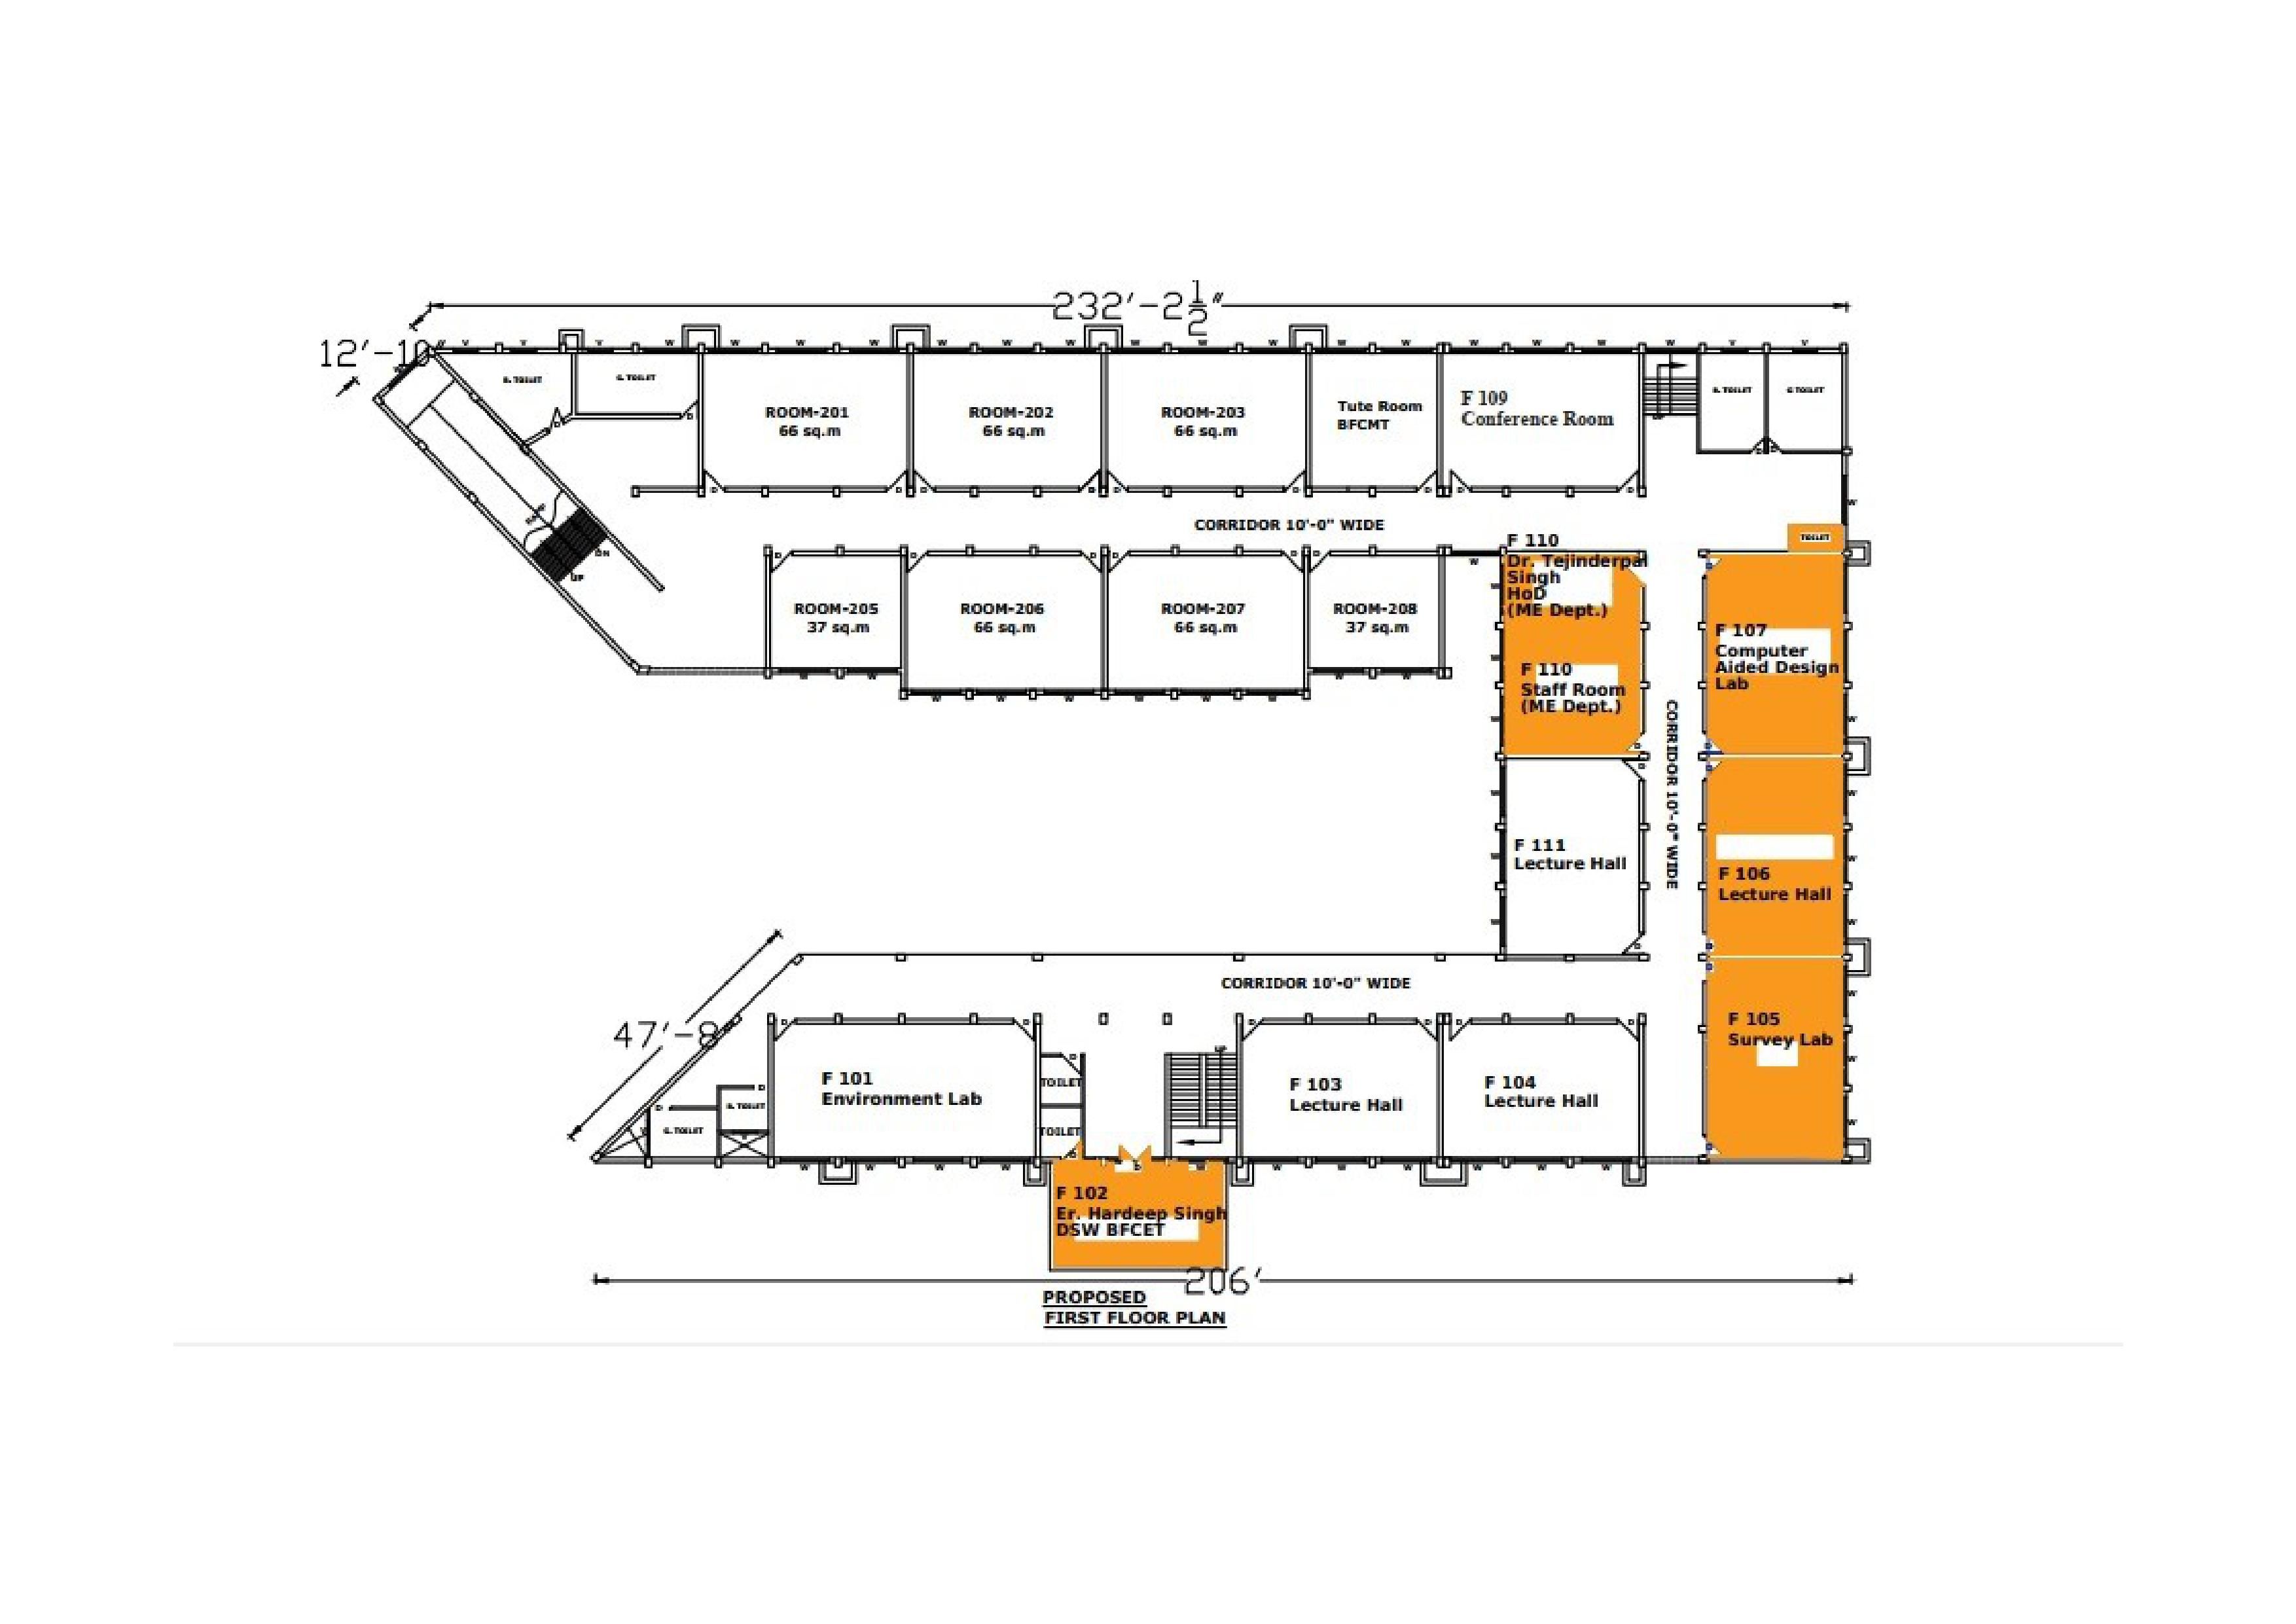 232'-2 1/2"
12'-10
B. TOILET
G. TOILET
ROOM-201
66 sq.m
ROOM-202
66 sq.m
ROOM-203
66 sq.m
Tute Room
BFCMT
F 109
Conference Room
B. TOILET
G TOILET
CORRIDOR 10'-0" WIDE
TOILET
DN
UP
ROOM-205
37 sq.m
ROOM-206
66 sq.m
ROOM-207
66 sq.m
ROOM-208
37 sq.m
F 110
Dr. Tejinderpal
Singh
HoD
(ME Dept.)
F 110
Staff Room
(ME Dept.)
F 107
Computer
Aided Design
Lab
CORRIDOR 10'-0" WIDE
F 111
Lecture Hall
F 106
Lecture Hall
CORRIDOR 10'-0" WIDE
47'-8
F 105
Survey Lab
F 101
Environment Lab
TOILET
TOILET
UP
F 103
Lecture Hall
F 104
Lecture Hall
B. TOILET
G. TOILET
F 102
Er. Hardeep Singh
DSW BFCET
206'
PROPOSED
FIRST FLOOR PLAN